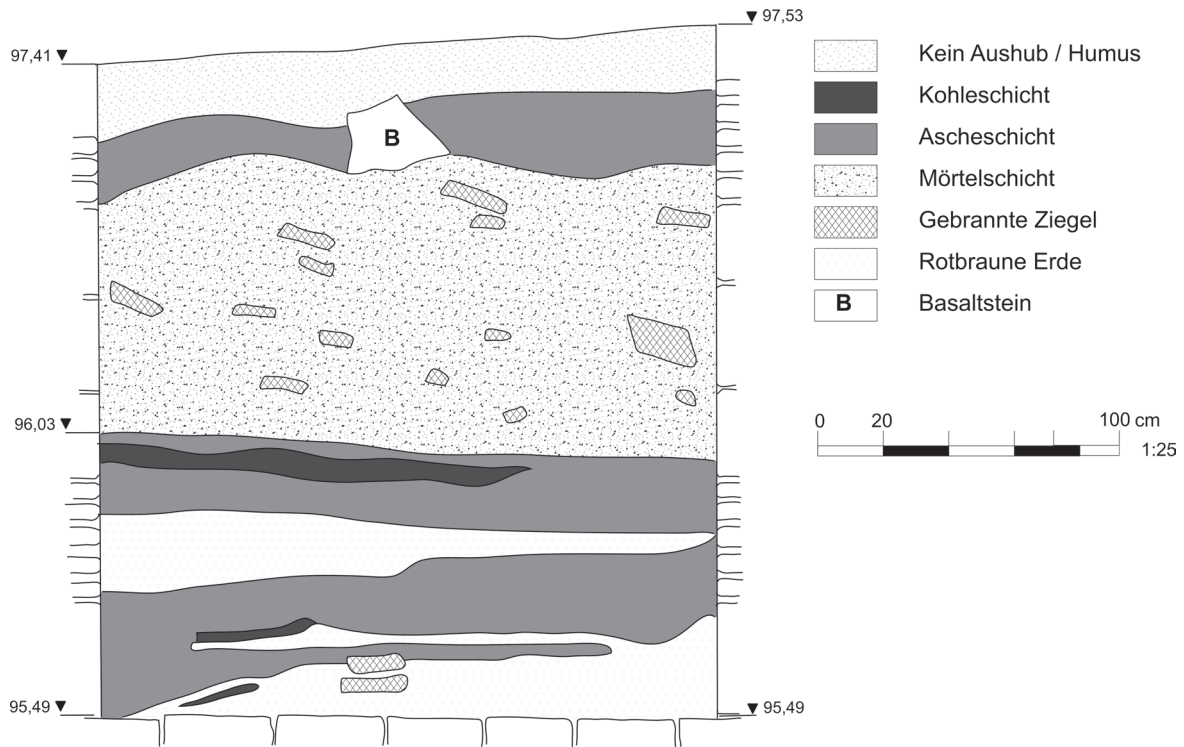 97,41
97,53
B
96,03
95,49
95,49
Kein Aushub / Humus
Kohleschicht
Ascheschicht
Mörtelschicht
Gebrannte Ziegel
Rotbraune Erde
B Basaltstein
0 20 100 cm
1:25